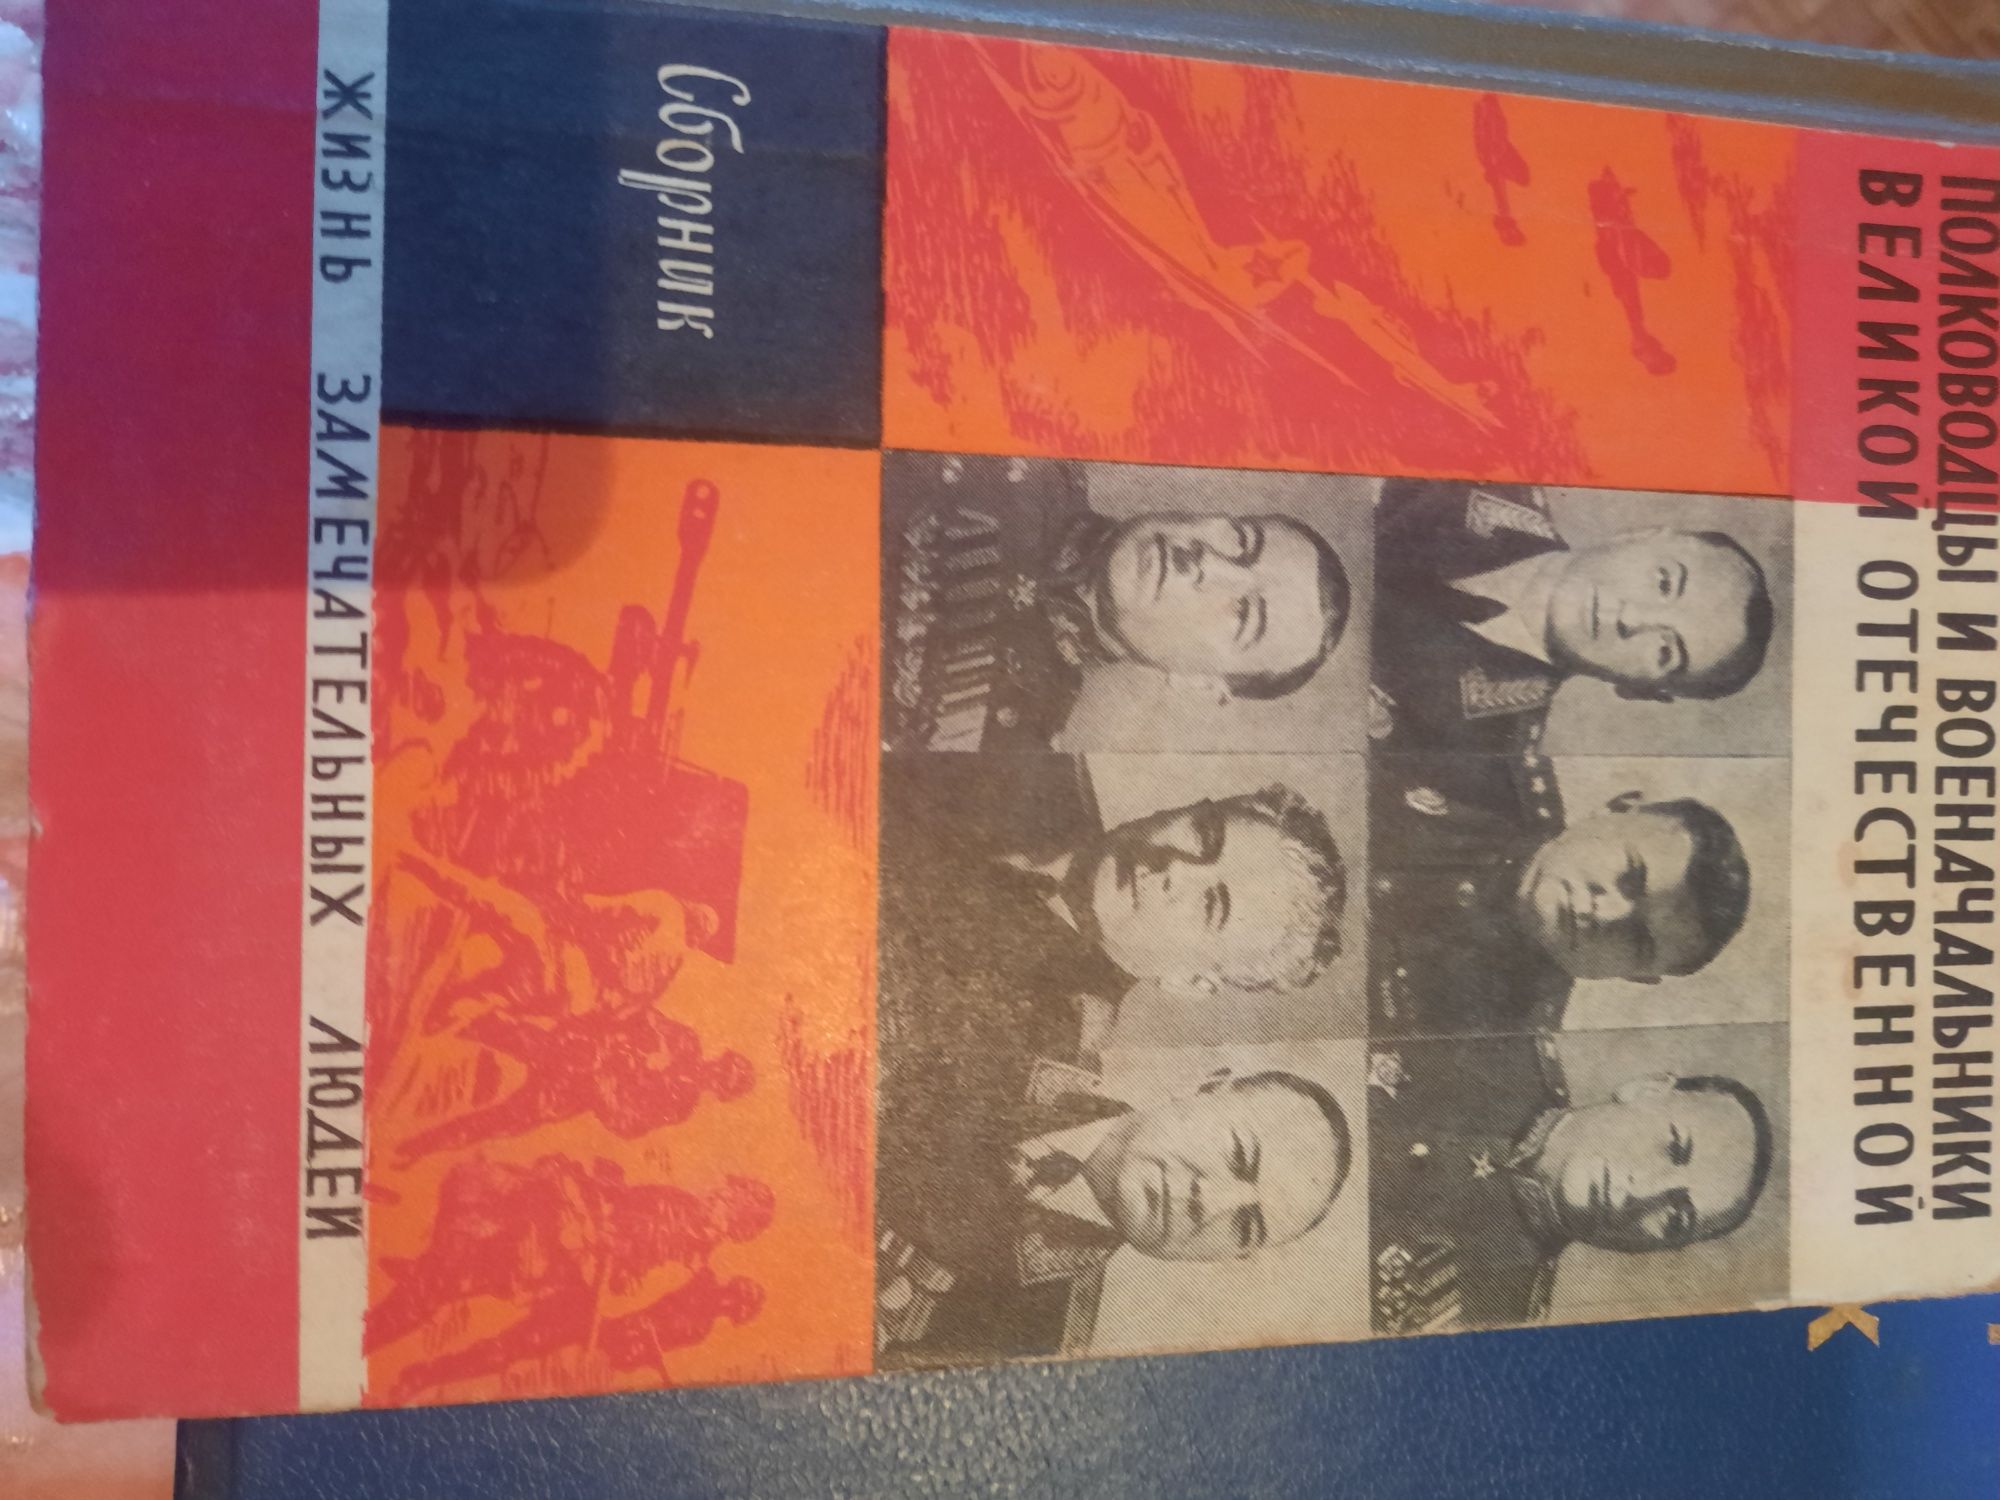 ПОЛКОВОДЦЫ И ВОЕНАЧАЛЬНИКИ
ВЕЛИКОЙ ОТЕЧЕСТВЕННОЙ
Сборник
ЖИЗНЬ ЗАМЕЧАТЕЛЬНЫХ ЛЮДЕЙ